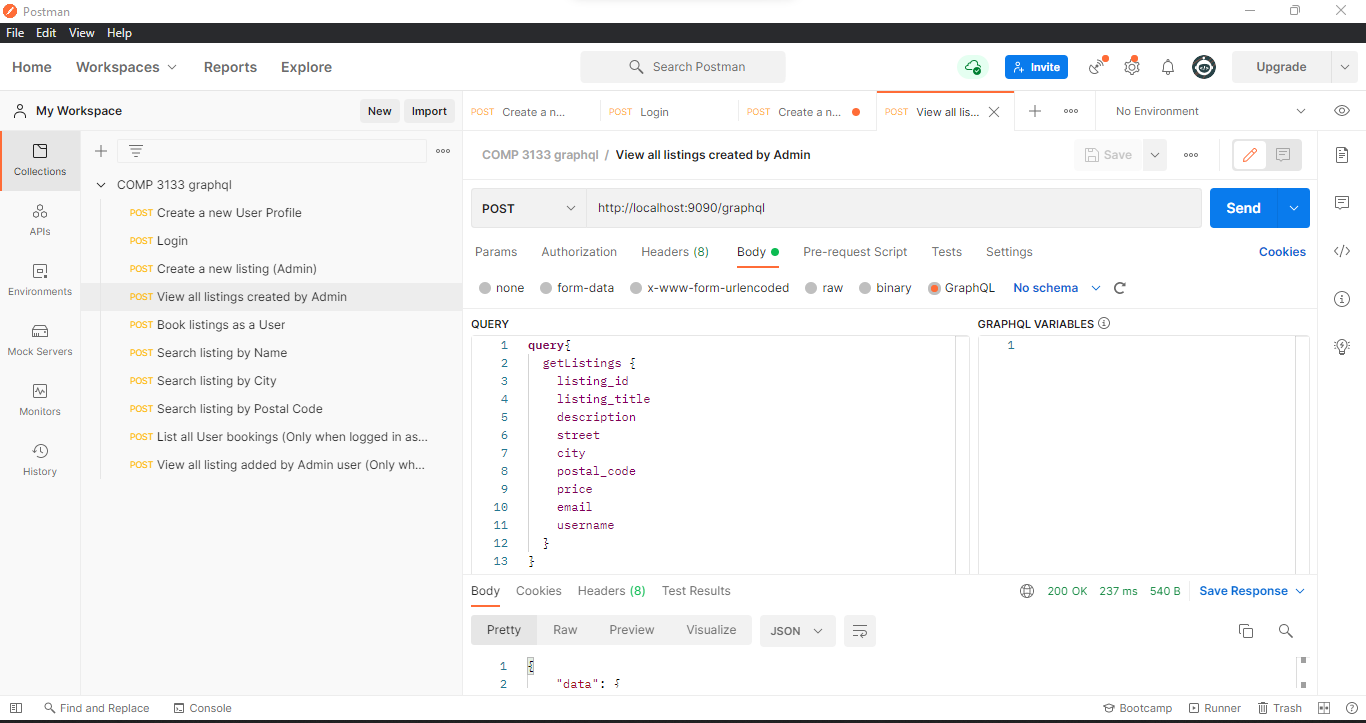 Postman
File Edit View Help
Home Workspaces Reports Explore
Search Postman
Invite
Upgrade
My Workspace
New Import
POST Create a n...
POST Login
POST Create a n...
POST View all lis...
No Environment
Collections
APIs
Environments
Mock Servers
Monitors
History
COMP 3133 graphql
POST Create a new User Profile
POST Login
POST Create a new listing (Admin)
POST View all listings created by Admin
POST Book listings as a User
POST Search listing by Name
POST Search listing by City
POST Search listing by Postal Code
POST List all User bookings (Only when logged in as...
POST View all listing added by Admin user (Only wh...
COMP 3133 graphql / View all listings created by Admin
Save
POST http://localhost:9090/graphql
Send
Params Authorization Headers (8) Body Pre-request Script Tests Settings
Cookies
none form-data x-www-form-urlencoded raw binary GraphQL No schema
QUERY
1 query{
2 getListings {
3 listing_id
4 listing_title
5 description
6 street
7 city
8 postal_code
9 price
10 email
11 username
12 }
13 }
GRAPHQL VARIABLES
1
Body Cookies Headers (8) Test Results
200 OK 237 ms 540 B Save Response
Pretty Raw Preview Visualize JSON
1 {
2 "data": {
Find and Replace Console
Bootcamp Runner Trash